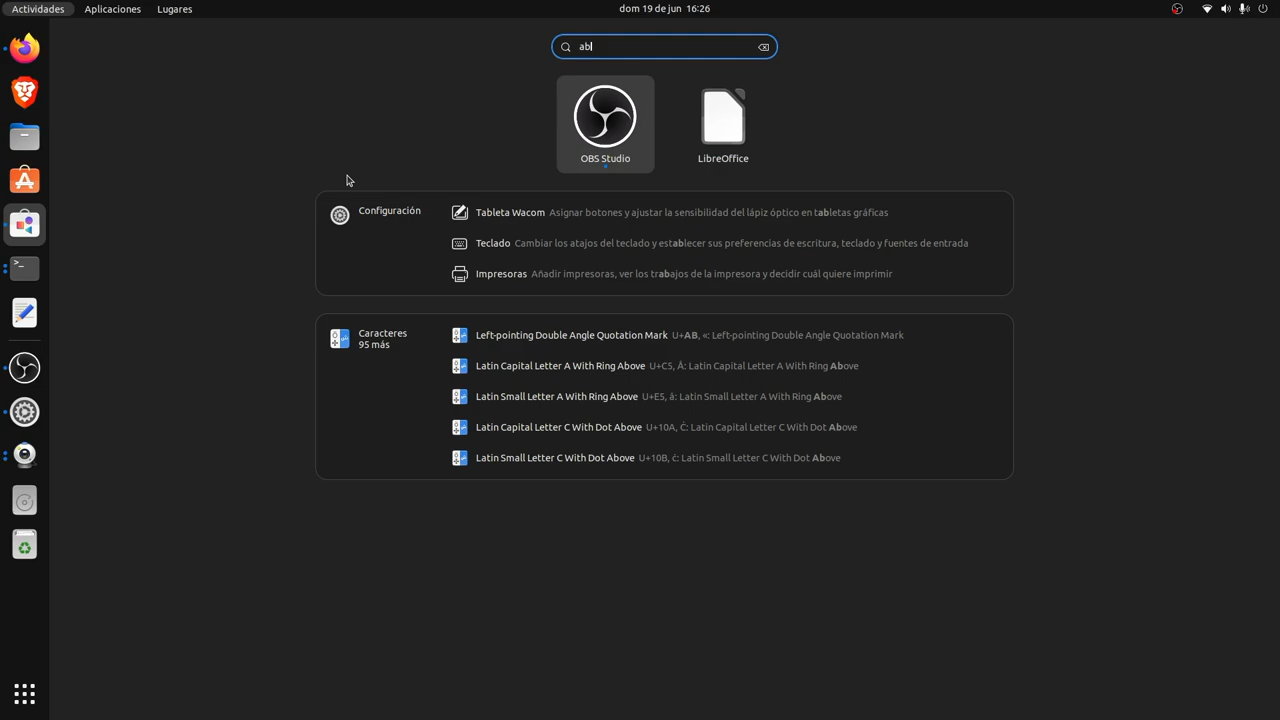 Actividades Aplicaciones Lugares dom 19 de jun 16:26
ab
OBS Studio LibreOffice
Configuración
Tableta Wacom Asignar botones y ajustar la sensibilidad del lápiz óptico en tabletas gráficas
Teclado Cambiar los atajos del teclado y establecer sus preferencias de escritura, teclado y fuentes de entrada
Impresoras Añadir impresoras, ver los trabajos de la impresora y decidir cuál quiere imprimir
Caracteres
95 más
Left-pointing Double Angle Quotation Mark U+AB, «: Left-pointing Double Angle Quotation Mark
Latin Capital Letter A With Ring Above U+C5, Å: Latin Capital Letter A With Ring Above
Latin Small Letter A With Ring Above U+E5, å: Latin Small Letter A With Ring Above
Latin Capital Letter C With Dot Above U+10A, Ċ: Latin Capital Letter C With Dot Above
Latin Small Letter C With Dot Above U+10B, ċ: Latin Small Letter C With Dot Above